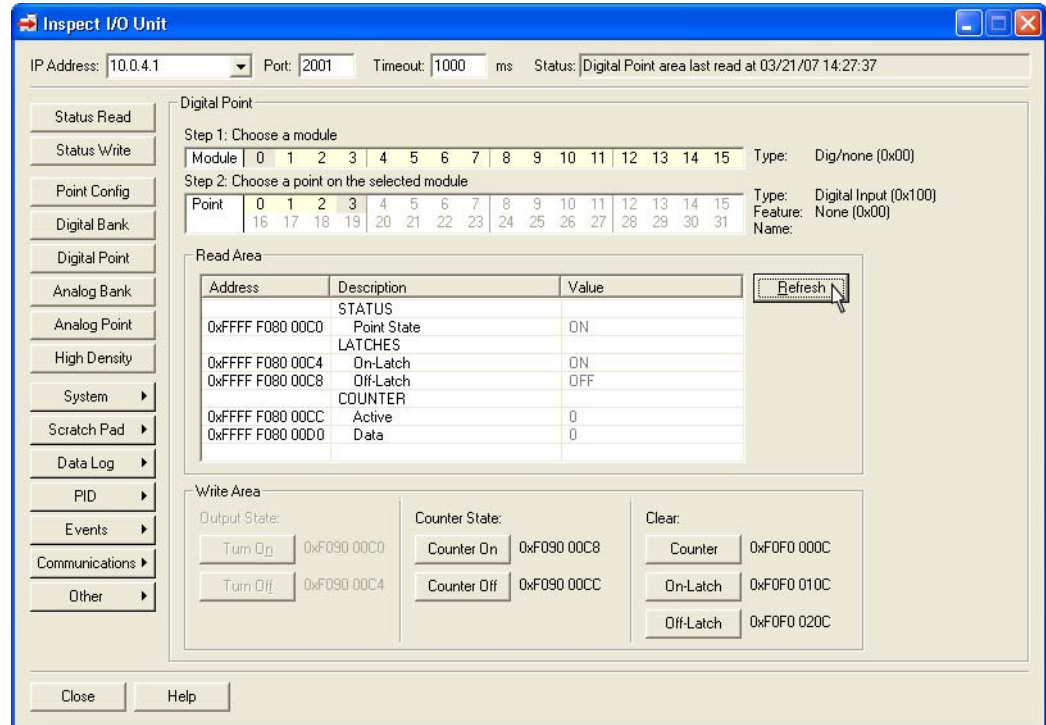 Inspect I/O Unit
IP Address: 10.0.4.1 Port: 2001 Timeout: 1000 ms Status: Digital Point area last read at 03/21/07 14:27:37
Status Read
Status Write
Point Config
Digital Bank
Digital Point
Analog Bank
Analog Point
High Density
System
Scratch Pad
Data Log
PID
Events
Communications
Other
Digital Point
Step 1: Choose a module
Module 0 1 2 3 4 5 6 7 8 9 10 11 12 13 14 15 Type: Dig/none (0x00)
Step 2: Choose a point on the selected module
Point 0 1 2 3 4 5 6 7 8 9 10 11 12 13 14 15
16 17 18 19 20 21 22 23 24 25 26 27 28 29 30 31
Type: Digital Input (0x100)
Feature: None (0x00)
Name:
Read Area
Address Description Value
STATUS
0xFFFF F080 00C0 Point State ON
LATCHES
0xFFFF F080 00C4 On-Latch ON
0xFFFF F080 00C8 Off-Latch OFF
COUNTER
0xFFFF F080 00CC Active 0
0xFFFF F080 00D0 Data 0
Refresh
Write Area
Output State:
Turn On 0xF090 00C0
Turn Off 0xF090 00C4
Counter State:
Counter On 0xF090 00C8
Counter Off 0xF090 00CC
Clear:
Counter 0xF0F0 000C
On-Latch 0xF0F0 010C
Off-Latch 0xF0F0 020C
Close Help